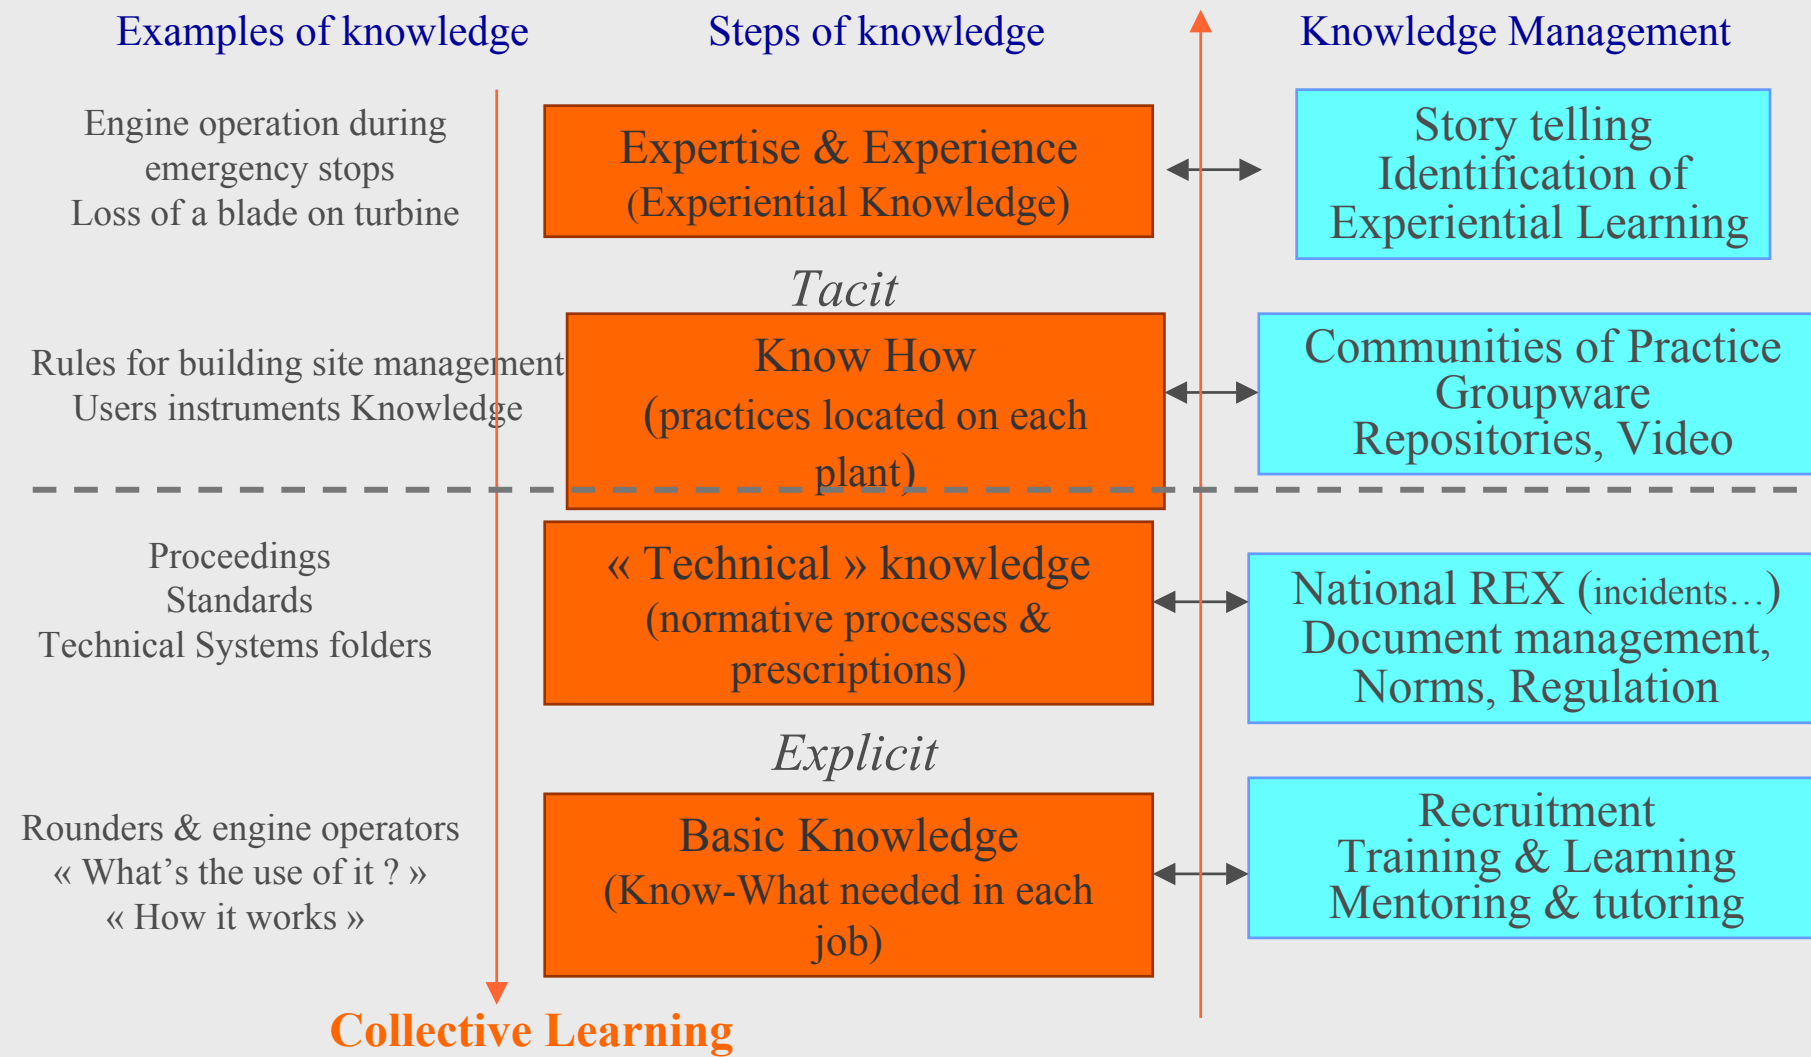 Examples of knowledge
Steps of knowledge
Knowledge Management
Engine operation during
emergency stops
Loss of a blade on turbine
Expertise & Experience
(Experiential Knowledge)
Story telling
Identification of
Experiential Learning
Tacit
Rules for building site management
Users instruments Knowledge
Know How
(practices located on each
plant)
Communities of Practice
Groupware
Repositories, Video
Proceedings
Standards
Technical Systems folders
« Technical » knowledge
(normative processes &
prescriptions)
National REX (incidents…)
Document management,
Norms, Regulation
Explicit
Rounders & engine operators
« What’s the use of it ? »
« How it works »
Basic Knowledge
(Know-What needed in each
job)
Recruitment
Training & Learning
Mentoring & tutoring
Collective Learning